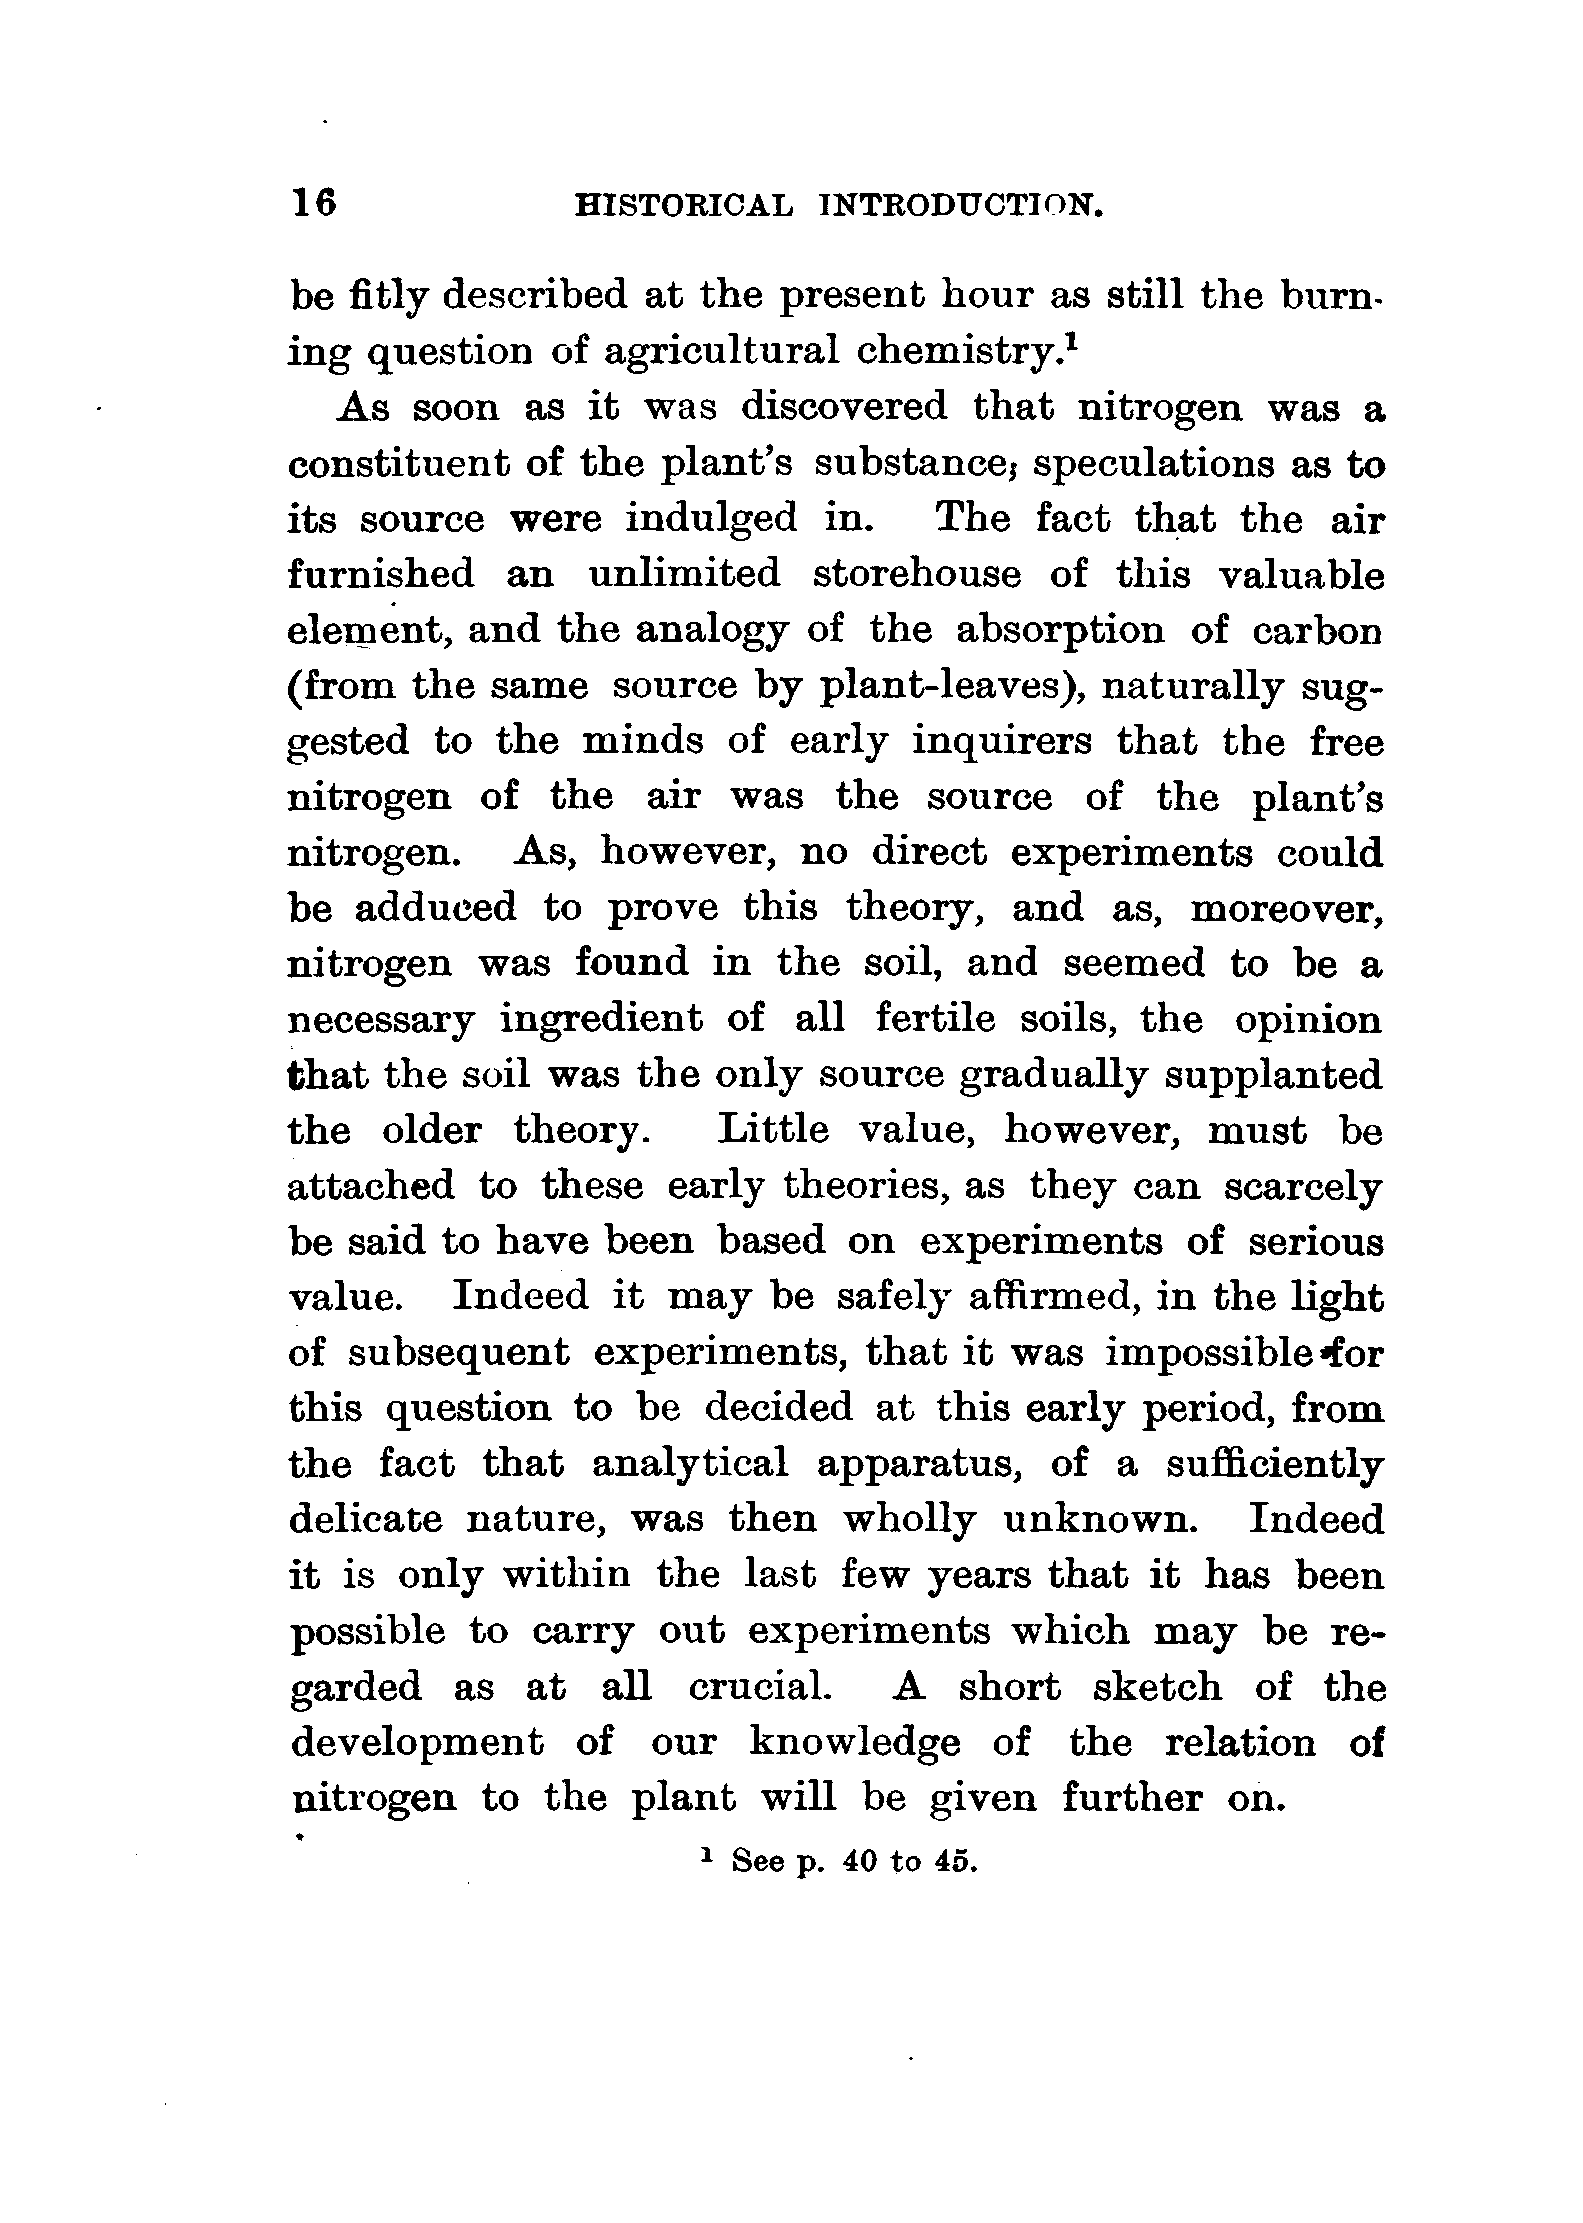 16 HISTORICAL INTRODUCTION.
be fitly described at the present hour as still the burn-
ing question of agricultural chemistry.¹
As soon as it was discovered that nitrogen was a
constituent of the plant's substance, speculations as to
its source were indulged in. The fact that the air
furnished an unlimited storehouse of this valuable
element, and the analogy of the absorption of carbon
(from the same source by plant-leaves), naturally sug-
gested to the minds of early inquirers that the free
nitrogen of the air was the source of the plant's
nitrogen. As, however, no direct experiments could
be adduced to prove this theory, and as, moreover,
nitrogen was found in the soil, and seemed to be a
necessary ingredient of all fertile soils, the opinion
that the soil was the only source gradually supplanted
the older theory. Little value, however, must be
attached to these early theories, as they can scarcely
be said to have been based on experiments of serious
value. Indeed it may be safely affirmed, in the light
of subsequent experiments, that it was impossible for
this question to be decided at this early period, from
the fact that analytical apparatus, of a sufficiently
delicate nature, was then wholly unknown. Indeed
it is only within the last few years that it has been
possible to carry out experiments which may be re-
garded as at all crucial. A short sketch of the
development of our knowledge of the relation of
nitrogen to the plant will be given further on.
¹ See p. 40 to 45.